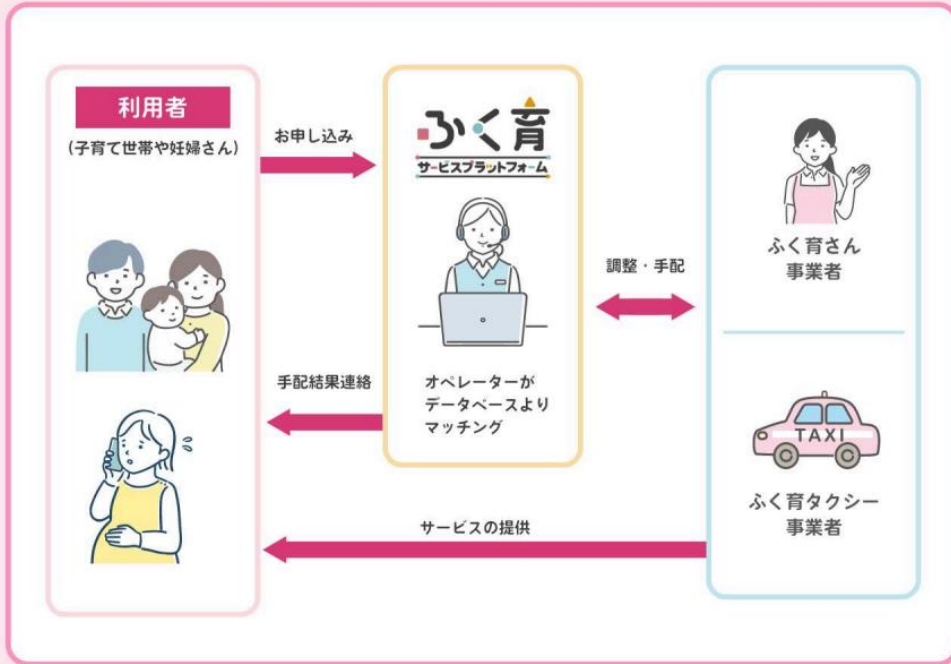 利用者
(子育て世帯や妊婦さん)
お申し込み
ふく育
サービスプラットフォーム
調整・手配
手配結果連絡
オペレーターが
データベースより
マッチング
ふく育さん
事業者
TAXI
ふく育タクシー
事業者
サービスの提供